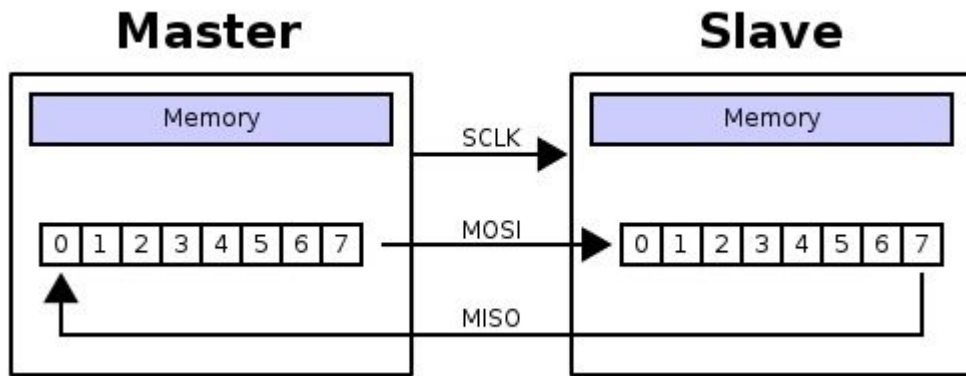 Master Slave
Memory Memory
SCLK
0 1 2 3 4 5 6 7 MOSI 0 1 2 3 4 5 6 7
MISO